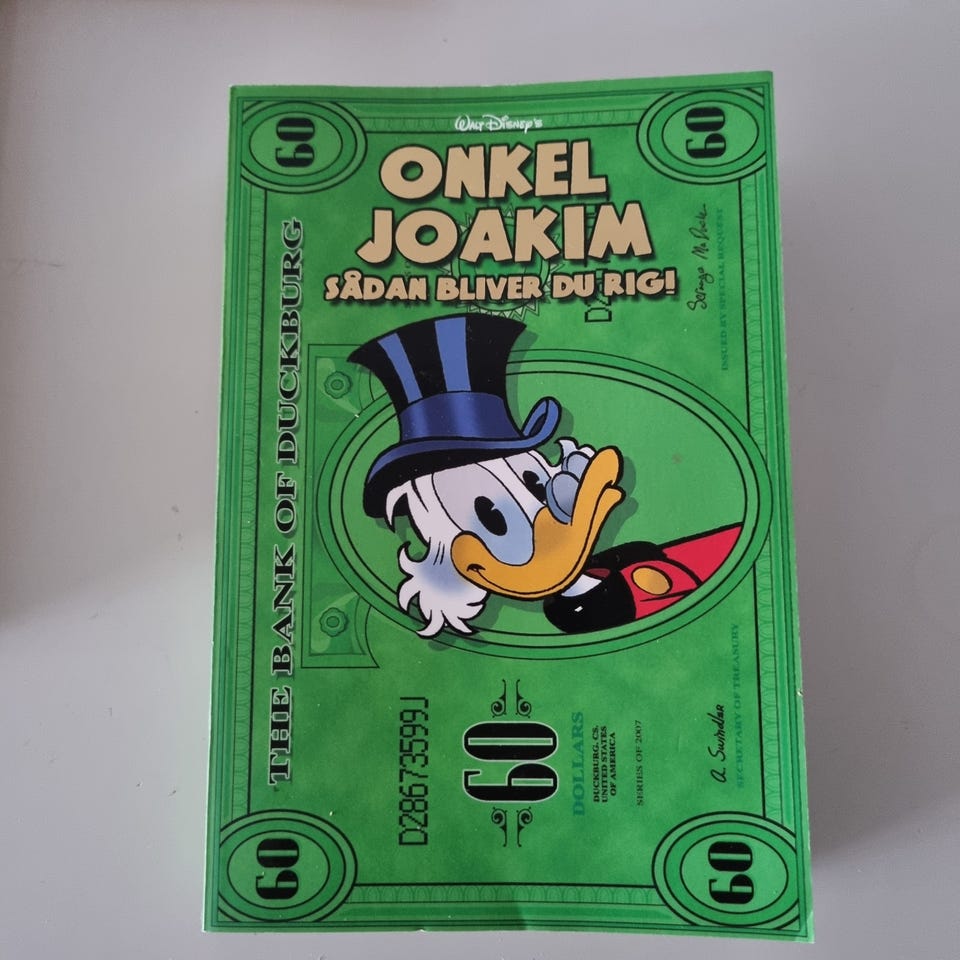 WALT DISNEY'S
ONKEL
JOAKIM
SÅDAN BLIVER DU RIG!
60
60
THE BANK OF DUCKBURG
ISSUED BY SPECIAL REQUEST
D28673599J
60
DOLLARS
DUCKBURG, CS.
UNITED STATES
OF AMERICA
SERIES OF 2007
A. Swindlar
SECRETARY OF TREASURY
60
60